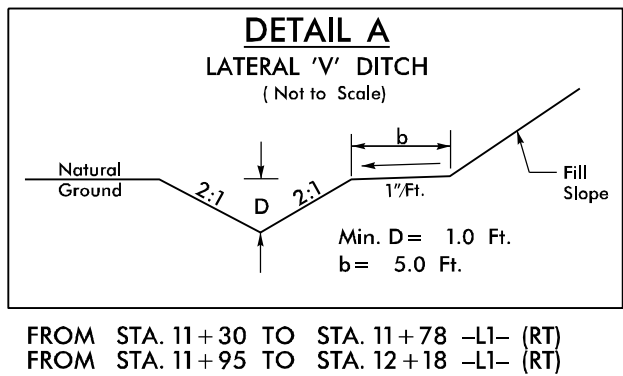 DETAIL A
LATERAL 'V' DITCH
( Not to Scale)
b
Natural
Ground
2:1
D
2:1
1"/Ft.
Fill
Slope
Min. D= 1.0 Ft.
b= 5.0 Ft.
FROM STA. 11+30 TO STA. 11+78 -L1- (RT)
FROM STA. 11+95 TO STA. 12+18 -L1- (RT)